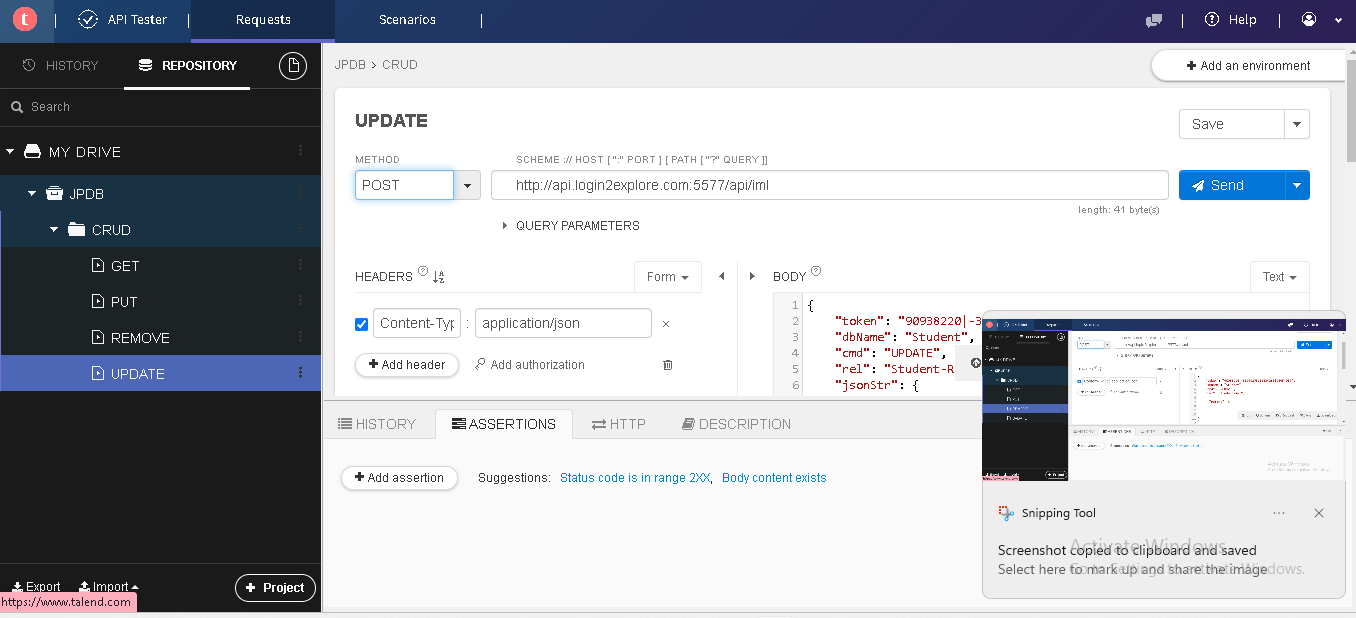 t API Tester Requests Scenarios Help
HISTORY REPOSITORY
Search
MY DRIVE
JPDB
CRUD
GET
PUT
REMOVE
UPDATE
Export Import + Project
https://www.talend.com
JPDB > CRUD
+ Add an environment
UPDATE
Save
METHOD
SCHEME :// HOST [ ":" PORT ] [ PATH [ "?" QUERY ]]
POST
http://api.login2explore.com:5577/api/iml
Send
length: 41 byte(s)
QUERY PARAMETERS
HEADERS ? Form
Content-Typ : application/json ×
+ Add header Add authorization
BODY ? Text
1 {
2 "token": "90938220|-3
3 "dbName": "Student",
4 "cmd": "UPDATE",
5 "rel": "Student-R
6 "jsonStr": {
HISTORY ASSERTIONS HTTP DESCRIPTION
+ Add assertion Suggestions: Status code is in range 2XX, Body content exists
Snipping Tool
Screenshot copied to clipboard and saved
Select here to mark up and share the image
Activate Windows
Go to Settings to activate Windows.